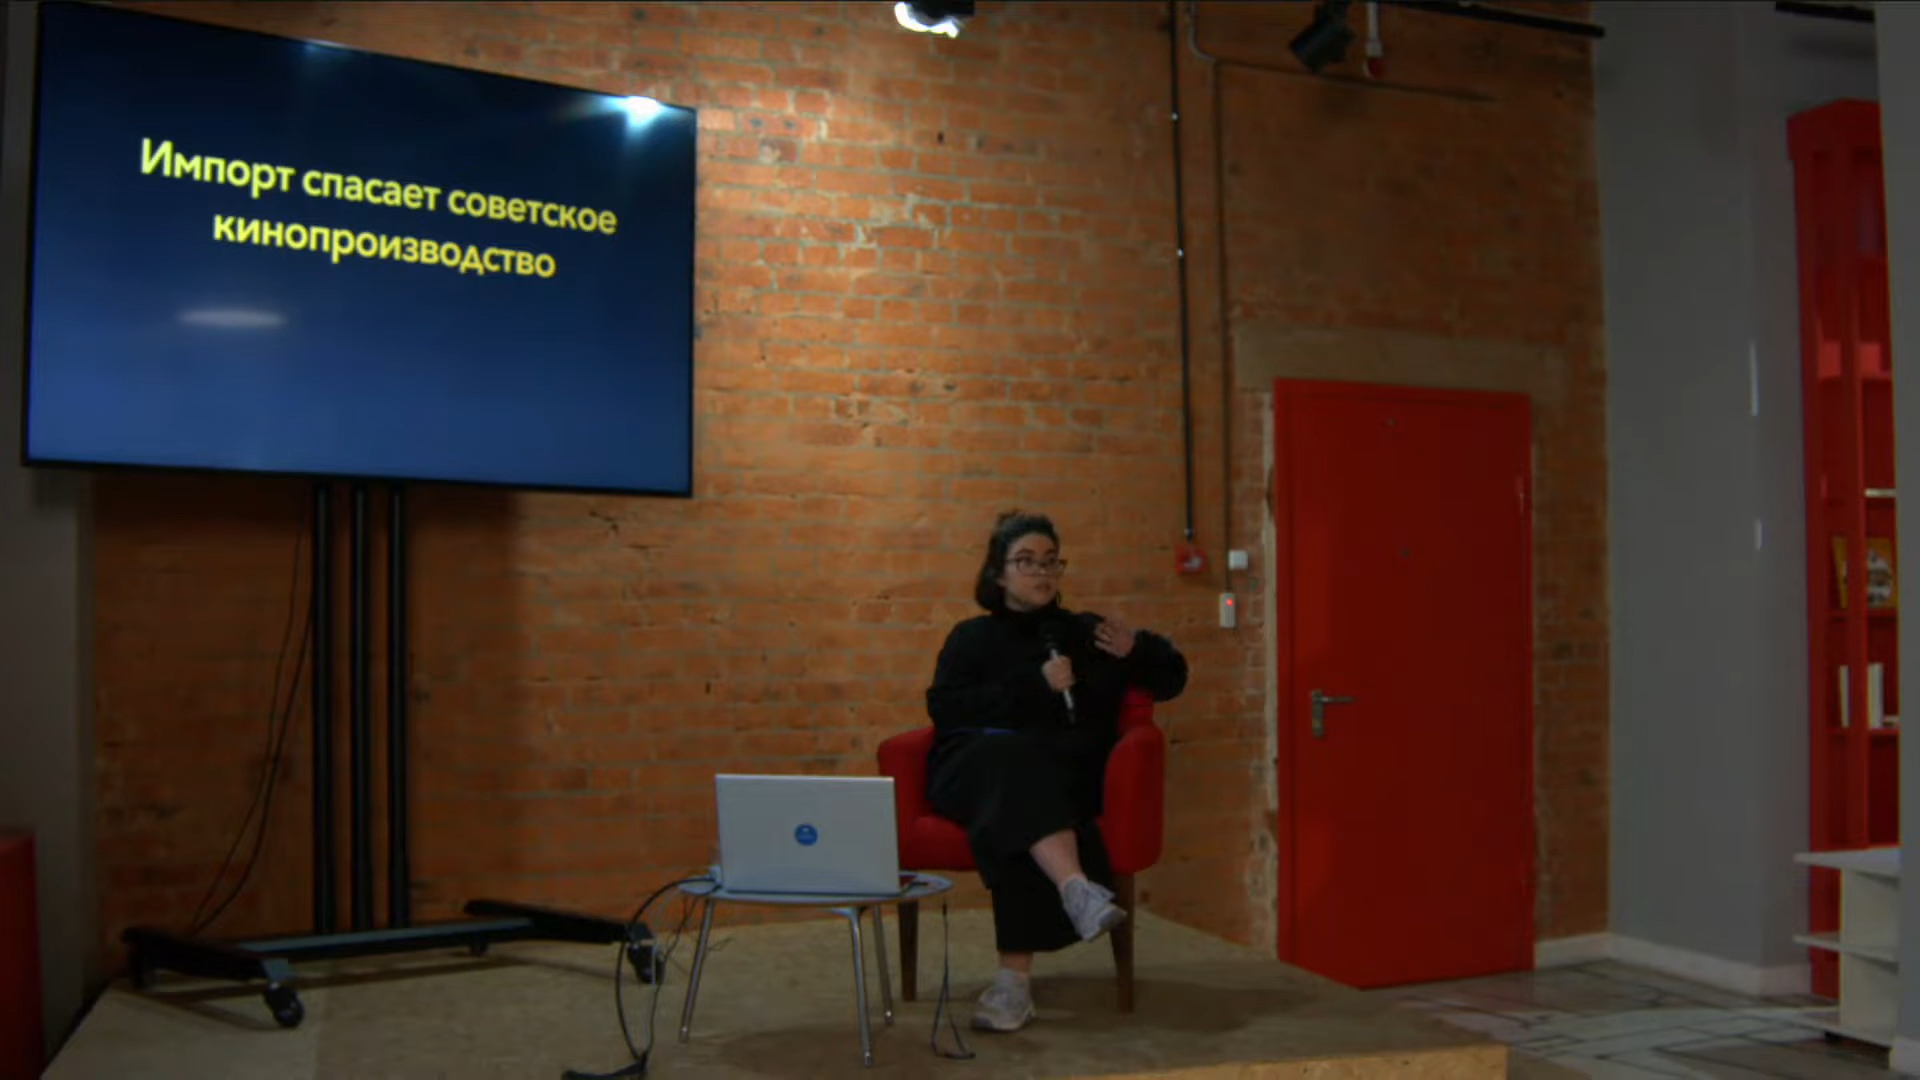 Импорт спасает советское
кинопроизводство